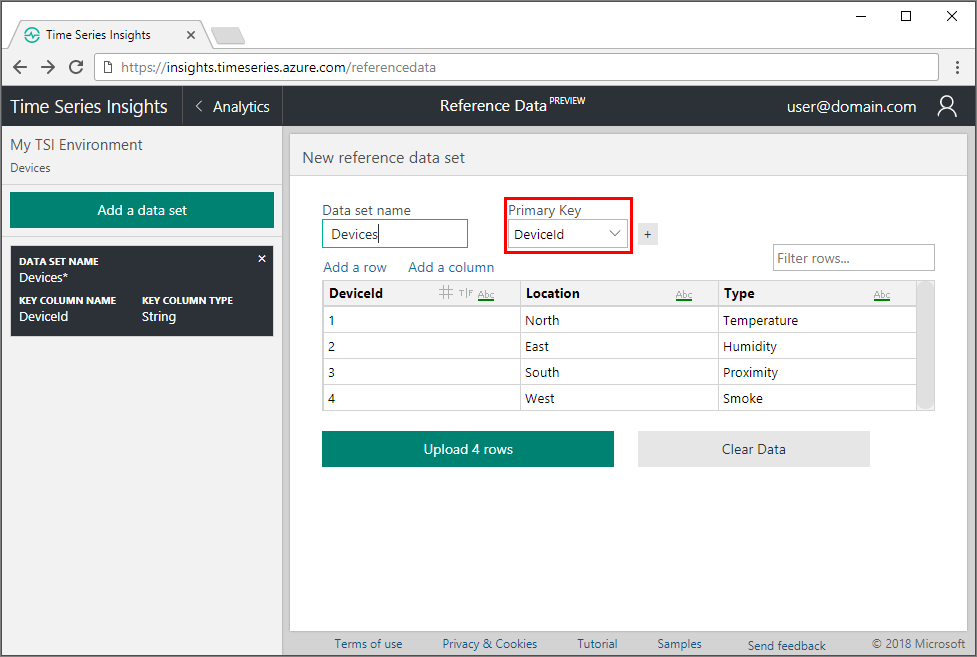 Time Series Insights
https://insights.timeseries.azure.com/referencedata
Time Series Insights < Analytics Reference Data PREVIEW user@domain.com
My TSI Environment
Devices
Add a data set
DATA SET NAME
Devices*
KEY COLUMN NAME KEY COLUMN TYPE
DeviceId String
New reference data set
Data set name Primary Key
Devices DeviceId +
Filter rows...
Add a row Add a column
DeviceId T|F Abc Location Abc Type Abc
1 North Temperature
2 East Humidity
3 South Proximity
4 West Smoke
Upload 4 rows Clear Data
Terms of use Privacy & Cookies Tutorial Samples Send feedback © 2018 Microsoft